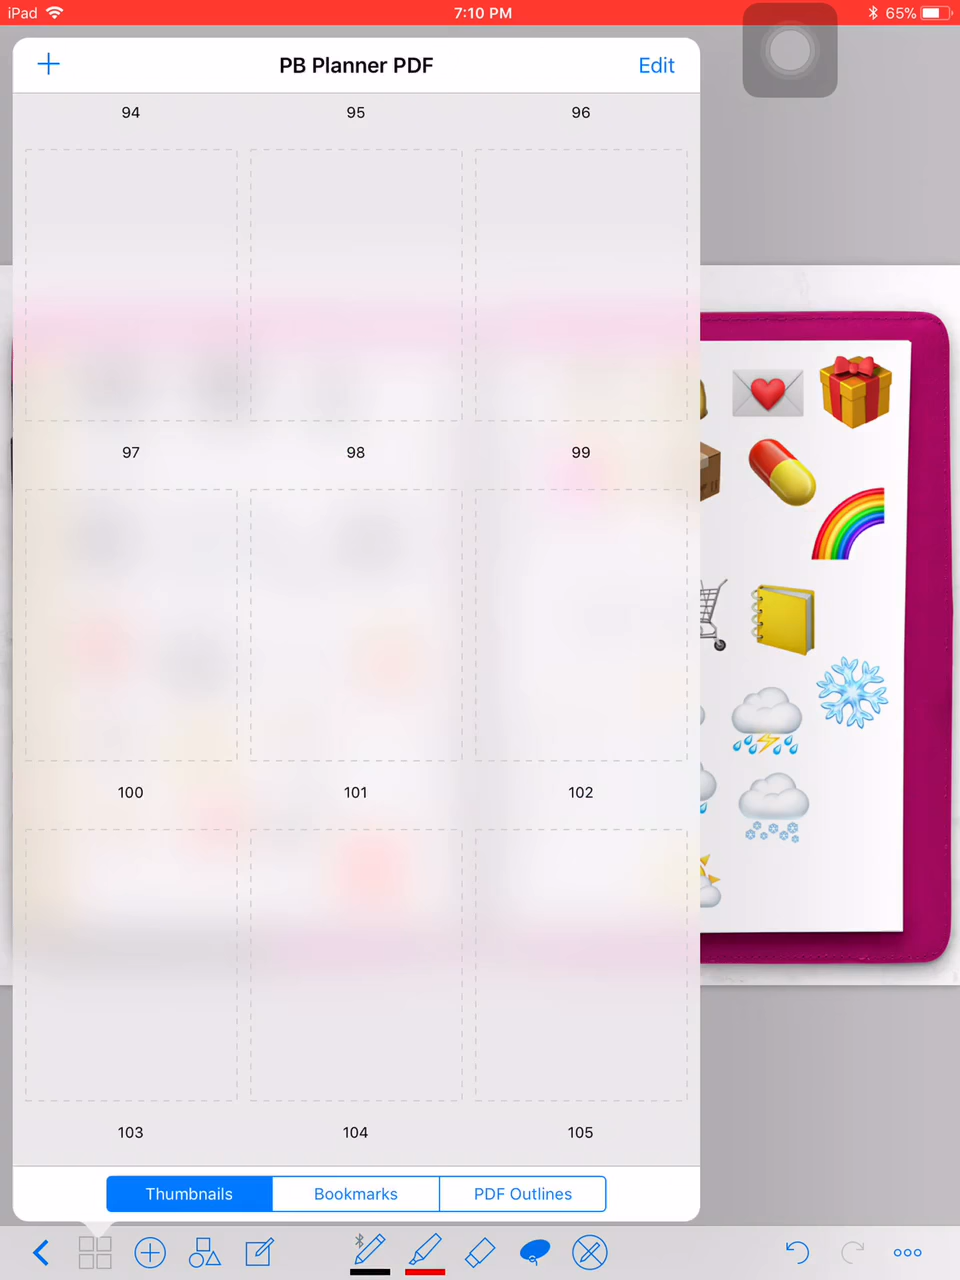 iPad 7:10 PM 65%
PB Planner PDF Edit
94 95 96
97 98 99
100 101 102
103 104 105
Thumbnails Bookmarks PDF Outlines